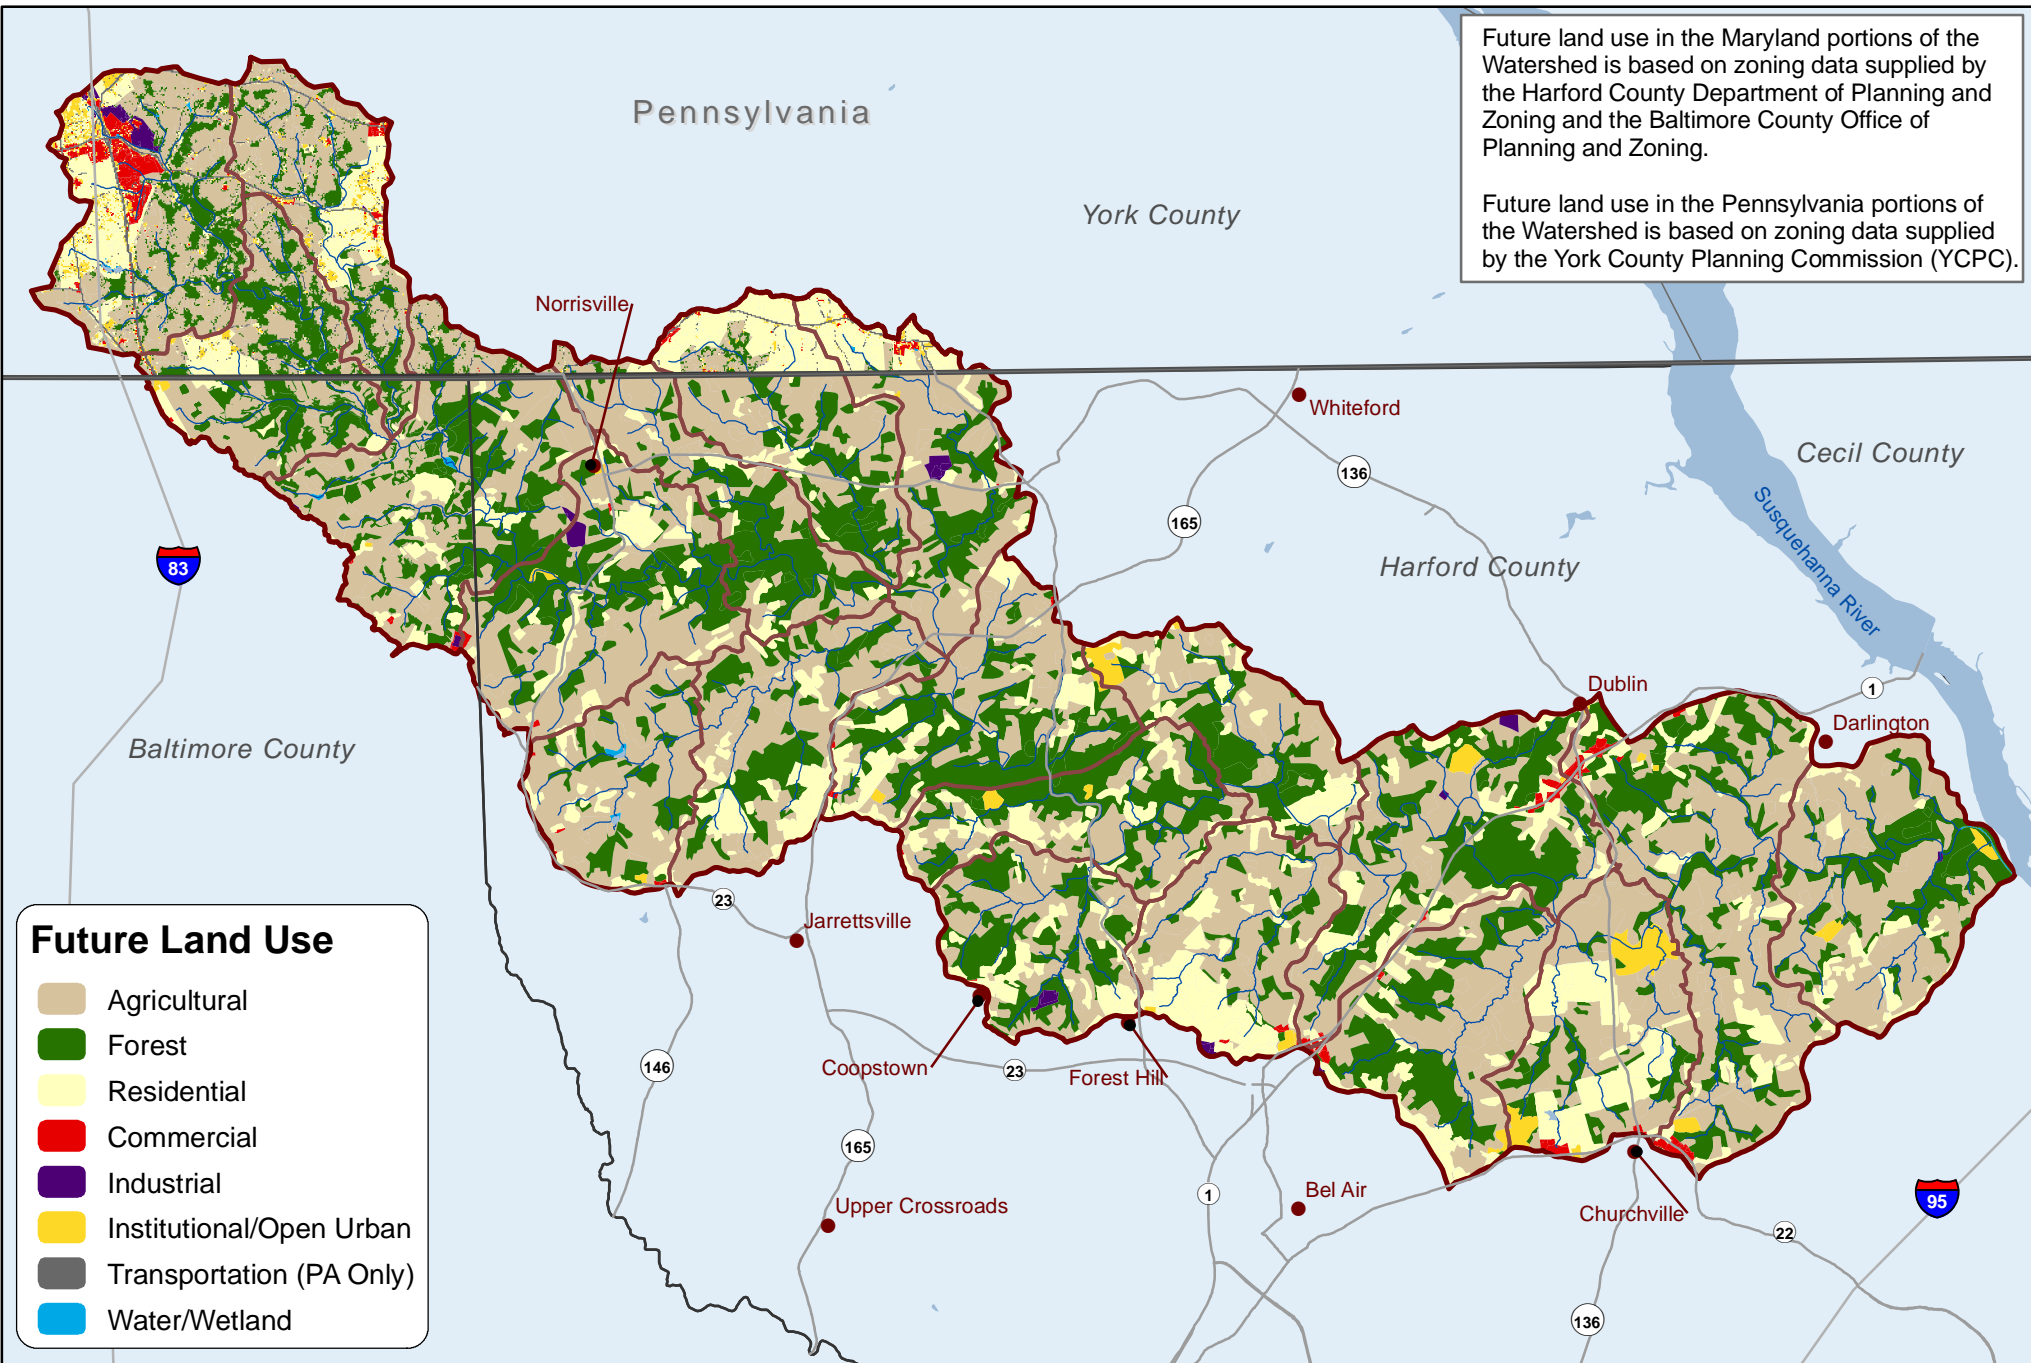 Future land use in the Maryland portions of the
Watershed is based on zoning data supplied by
the Harford County Department of Planning and
Zoning and the Baltimore County Office of
Planning and Zoning.
Future land use in the Pennsylvania portions of
the Watershed is based on zoning data supplied
by the York County Planning Commission (YCPC).
Pennsylvania
York County
Norrisville
Whiteford
Cecil County
136
165
Susquehanna River
83
Harford County
Dublin
1
Darlington
Baltimore County
23
Jarrettsville
Coopstown
23
Forest Hill
146
165
Upper Crossroads
1
Bel Air
Churchville
22
95
136
Future Land Use
Agricultural
Forest
Residential
Commercial
Industrial
Institutional/Open Urban
Transportation (PA Only)
Water/Wetland